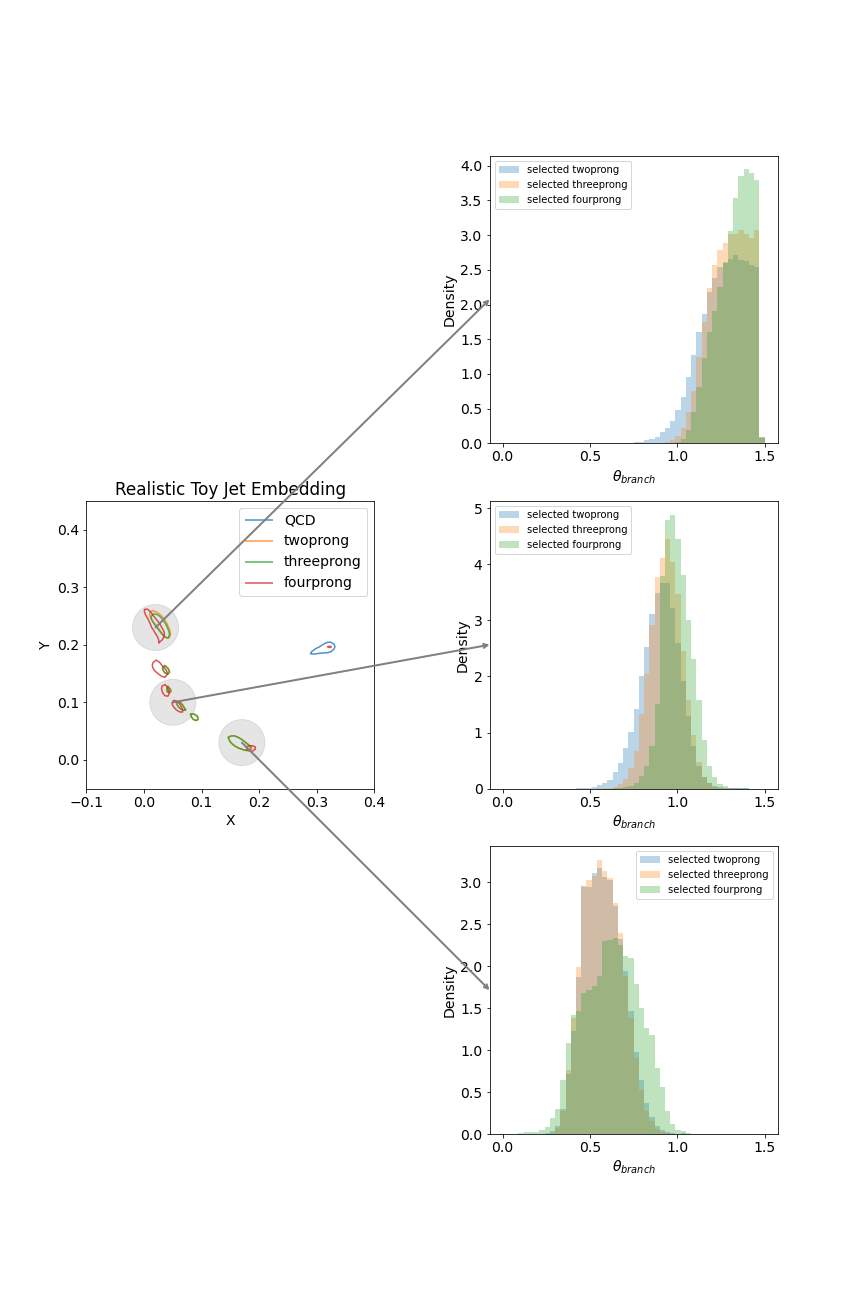 selected twoprong
selected threeprong
selected fourprong
4.0
3.5
3.0
2.5
2.0
1.5
1.0
0.5
0.0
Density
0.0 0.5 1.0 1.5
θbranch
Realistic Toy Jet Embedding
QCD
twoprong
threeprong
fourprong
0.4
0.3
0.2
0.1
0.0
Y
−0.1 0.0 0.1 0.2 0.3 0.4
X
selected twoprong
selected threeprong
selected fourprong
5
4
3
2
1
0
Density
0.0 0.5 1.0 1.5
θbranch
selected twoprong
selected threeprong
selected fourprong
3.0
2.5
2.0
1.5
1.0
0.5
0.0
Density
0.0 0.5 1.0 1.5
θbranch